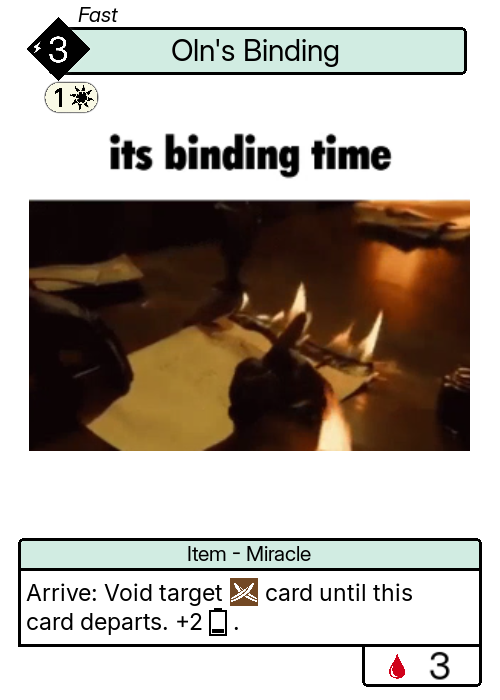 Fast
3
Oln's Binding
1
its binding time
Item - Miracle
Arrive: Void target card until this
card departs. +2 .
3